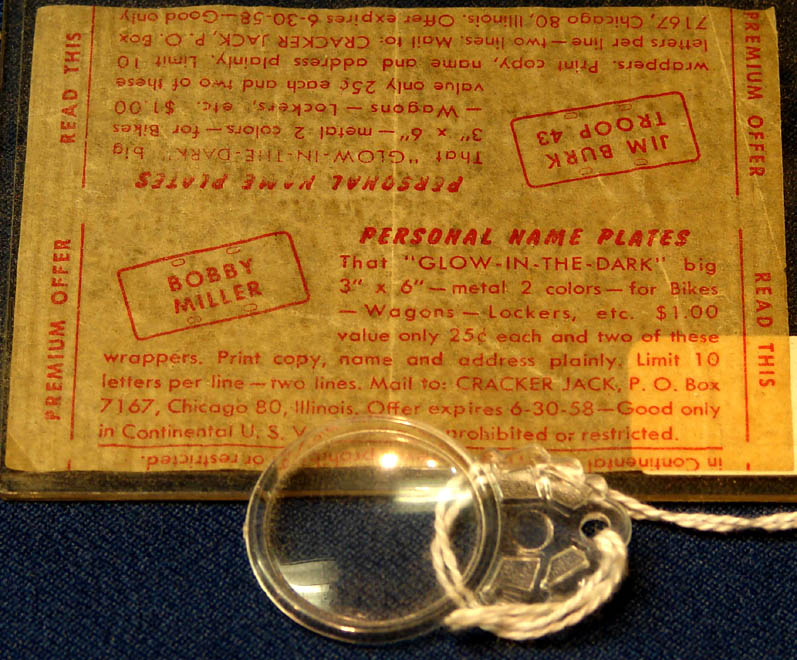 7167, Chicago 80, Illinois. Offer expires 6-30-58—Good only
letters per line—two lines. Mail to: CRACKER JACK, P. O. Box
wrappers. Print copy, name and address plainly. Limit 10
value only 25¢ each and two of these
—Wagons—Lockers, etc. $1.00
3" x 6"—metal 2 colors—for Bikes
That "GLOW-IN-THE-DARK" big
PERSONAL NAME PLATES
JIM BURK
TROOP 43
READ THIS
PREMIUM OFFER
PERSONAL NAME PLATES
That "GLOW-IN-THE-DARK" big
3" x 6"—metal 2 colors—for Bikes
—Wagons—Lockers, etc. $1.00
value only 25¢ each and two of these
wrappers. Print copy, name and address plainly. Limit 10
letters per line—two lines. Mail to: CRACKER JACK, P. O. Box
7167, Chicago 80, Illinois. Offer expires 6-30-58—Good only
in Continental U. S. prohibited or restricted.
BOBBY
MILLER
PREMIUM OFFER
READ THIS
in Continental or restricted.